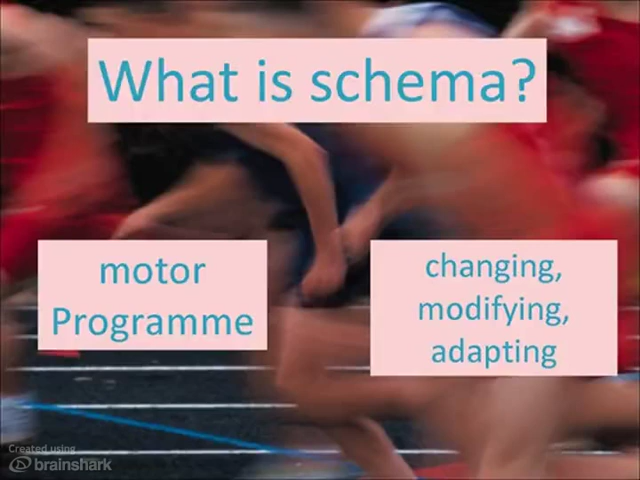 What is schema?
motor
Programme
changing,
modifying,
adapting
Created using
brainshark